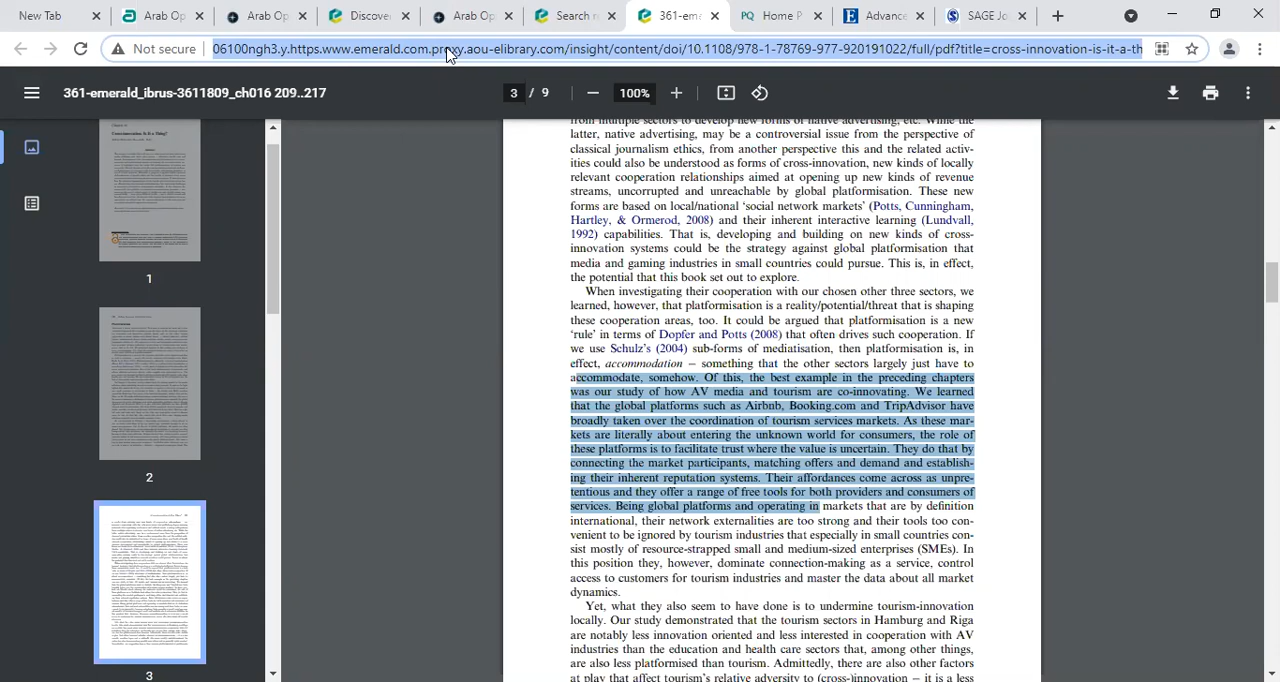 New Tab
Arab Op
Arab Op
Discove
Arab Op
Search r
361-eme
Home P
Advance
SAGE Jo
Not secure
06100ngh3.y.https.www.emerald.com.proxy.aou-elibrary.com/insight/content/doi/10.1108/978-1-78769-977-920191022/full/pdf?title=cross-innovation-is-it-a-th
361-emerald_ibrus-3611809_ch016 209..217
3 / 9
100%
1
2
3
from multiple sectors to develop new forms of native advertising, etc. While the
latter, native advertising, may be a controversial issue from the perspective of
classical journalism ethics, from another perspective this and the related activ-
ities could also be understood as forms of cross-innovation, new kinds of locally
relevant cooperation relationships aimed at opening up new kinds of revenue
streams, uncorrupted and unreachable by global platformisation. These new
forms are based on local/national 'social network markets' (Potts, Cunningham,
Hartley, & Ormerod, 2008) and their inherent interactive learning (Lundvall,
1992) capabilities. That is, developing and building on new kinds of cross-
innovation systems could be the strategy against global platformisation that
media and gaming industries in small countries could pursue. This is, in effect,
the potential that this book set out to explore.
When investigating their cooperation with our chosen other three sectors, we
learned, however, that platformisation is a reality/potential/threat that is shaping
these cooperation areas, too. It could be argued that platformisation is a new
rule in terms of Dopfer and Potts (2008) that often drives such cooperation. If
we use Schulz's (2004) sub-forms of mediatisation, then platformisation is, in
effect, accommodation – something that the other sectors largely just have to
accommodate, somehow. Of this, the best example in the preceding chapters
was our study of how AV media and tourism are co-innovating. We learned
that the global platforms such as Airbnb, Booking.com and TripAdvisor have
broadly taken over the coordination of tourism services markets. As these mar-
kets are literally about entering the unknown world for consumers, the role of
these platforms is to facilitate trust where the value is uncertain. They do that by
connecting the market participants, matching offers and demand and establish-
ing their inherent reputation systems. Their affordances come across as unpre-
tentious and they offer a range of free tools for both providers and consumers of
services. Being global platforms and operating in markets that are by definition
international, their network externalities are too strong and their tools too con-
venient to be ignored by tourism industries that especially in small countries con-
sist mainly of resource-strapped small and medium-sized enterprises (SMEs). In
exchange, however, doing the connecting job as a service, control
access to customers for tourism industries and master the data about all market
dynamics.
What they also seem to have done is to have created an
Our study demonstrated that the tourism sectors in Hamburg and Riga
are rather less innovation oriented and less interested in cooperation with AV
industries than the education and health care sectors that, among other things,
are also less platformised than tourism. Admittedly, there are also other factors
at play that affect tourism's relative adversity to (cross-)innovation – it is a less